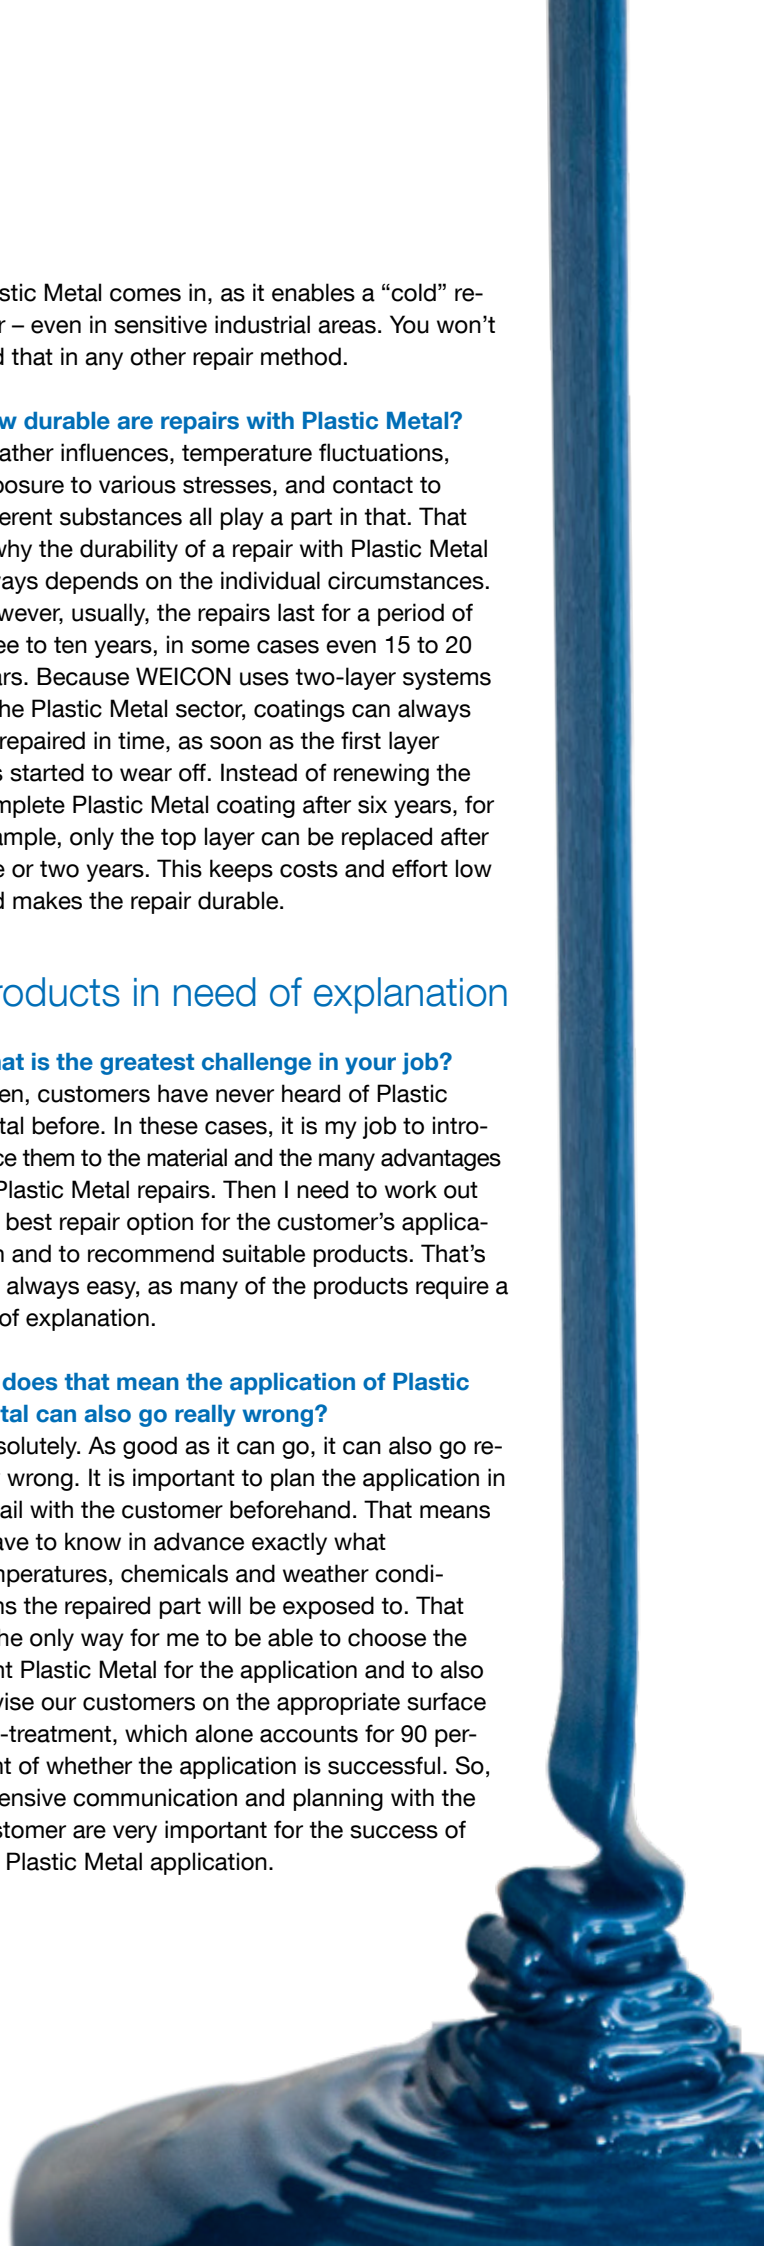 stic Metal comes in, as it enables a “cold” re-
r – even in sensitive industrial areas. You won’t
d that in any other repair method.
w durable are repairs with Plastic Metal?
ather influences, temperature fluctuations,
posure to various stresses, and contact to
ferent substances all play a part in that. That
why the durability of a repair with Plastic Metal
ways depends on the individual circumstances.
wever, usually, the repairs last for a period of
ee to ten years, in some cases even 15 to 20
ars. Because WEICON uses two-layer systems
the Plastic Metal sector, coatings can always
repaired in time, as soon as the first layer
s started to wear off. Instead of renewing the
mplete Plastic Metal coating after six years, for
ample, only the top layer can be replaced after
e or two years. This keeps costs and effort low
d makes the repair durable.
roducts in need of explanation
hat is the greatest challenge in your job?
en, customers have never heard of Plastic
tal before. In these cases, it is my job to intro-
ce them to the material and the many advantages
Plastic Metal repairs. Then I need to work out
best repair option for the customer’s applica-
n and to recommend suitable products. That’s
always easy, as many of the products require a
of explanation.
does that mean the application of Plastic
tal can also go really wrong?
solutely. As good as it can go, it can also go re-
wrong. It is important to plan the application in
ail with the customer beforehand. That means
ave to know in advance exactly what
mperatures, chemicals and weather condi-
ns the repaired part will be exposed to. That
he only way for me to be able to choose the
ht Plastic Metal for the application and to also
vise our customers on the appropriate surface
-treatment, which alone accounts for 90 per-
nt of whether the application is successful. So,
ensive communication and planning with the
stomer are very important for the success of
Plastic Metal application.